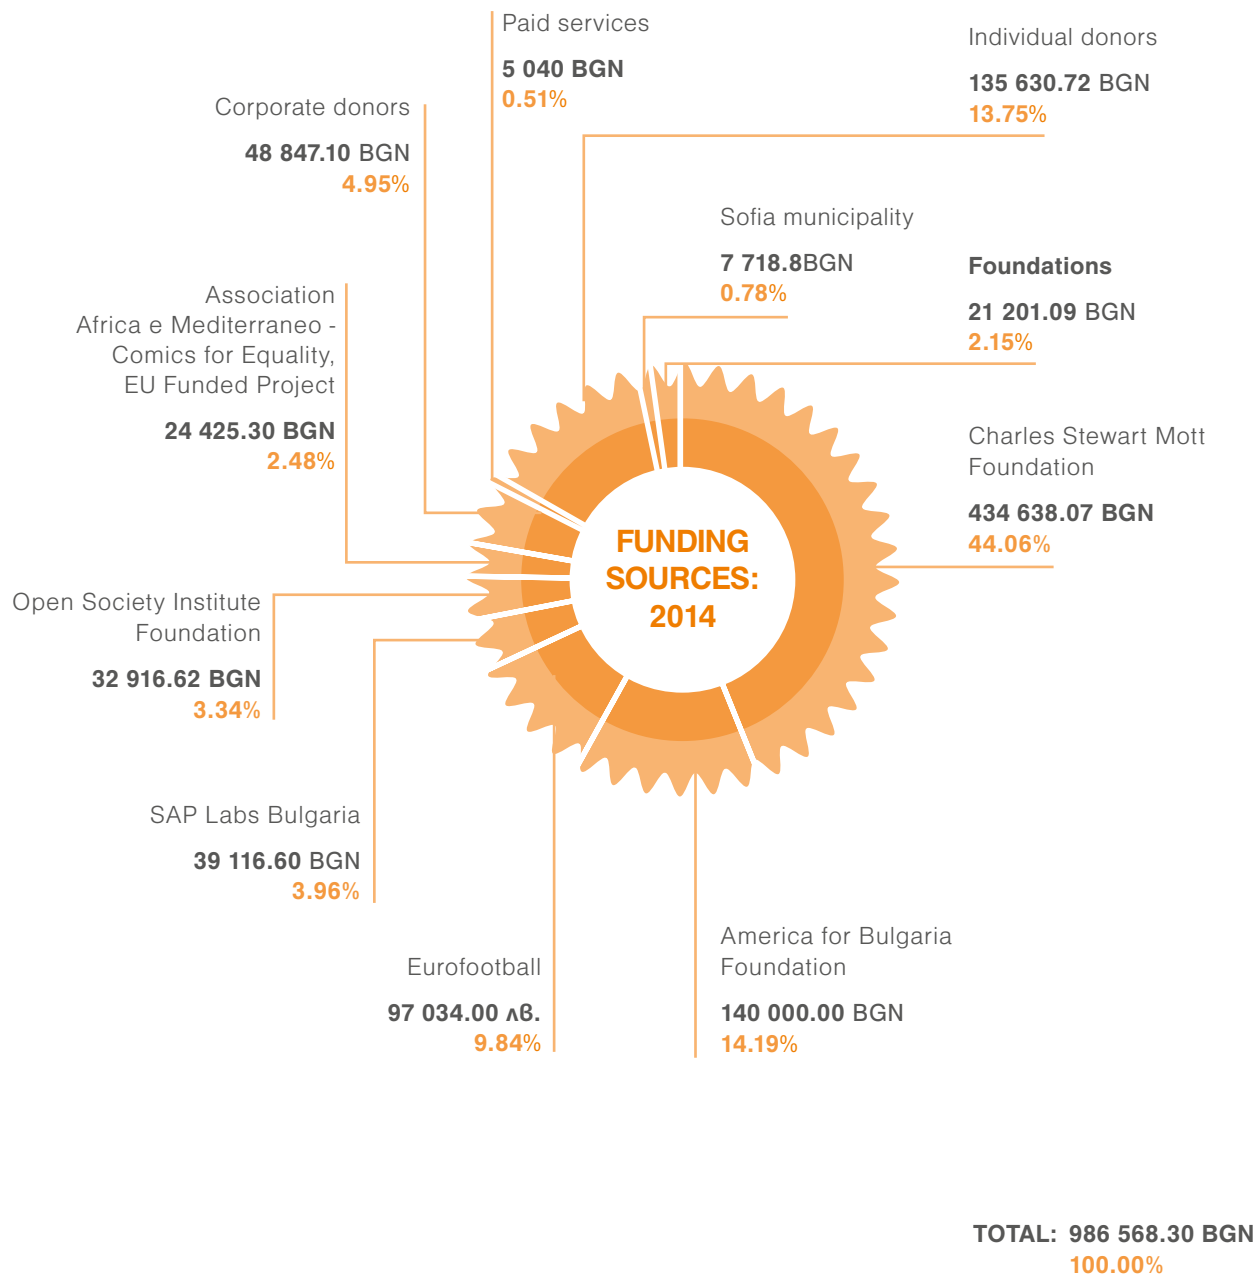 Paid services
5 040 BGN
0.51%
Individual donors
135 630.72 BGN
13.75%
Corporate donors
48 847.10 BGN
4.95%
Sofia municipality
7 718.8BGN
0.78%
Foundations
21 201.09 BGN
2.15%
Association
Africa e Mediterraneo -
Comics for Equality,
EU Funded Project
24 425.30 BGN
2.48%
Charles Stewart Mott
Foundation
434 638.07 BGN
44.06%
FUNDING
SOURCES:
2014
Open Society Institute
Foundation
32 916.62 BGN
3.34%
SAP Labs Bulgaria
39 116.60 BGN
3.96%
Eurofootball
97 034.00 лв.
9.84%
America for Bulgaria
Foundation
140 000.00 BGN
14.19%
TOTAL: 986 568.30 BGN
100.00%